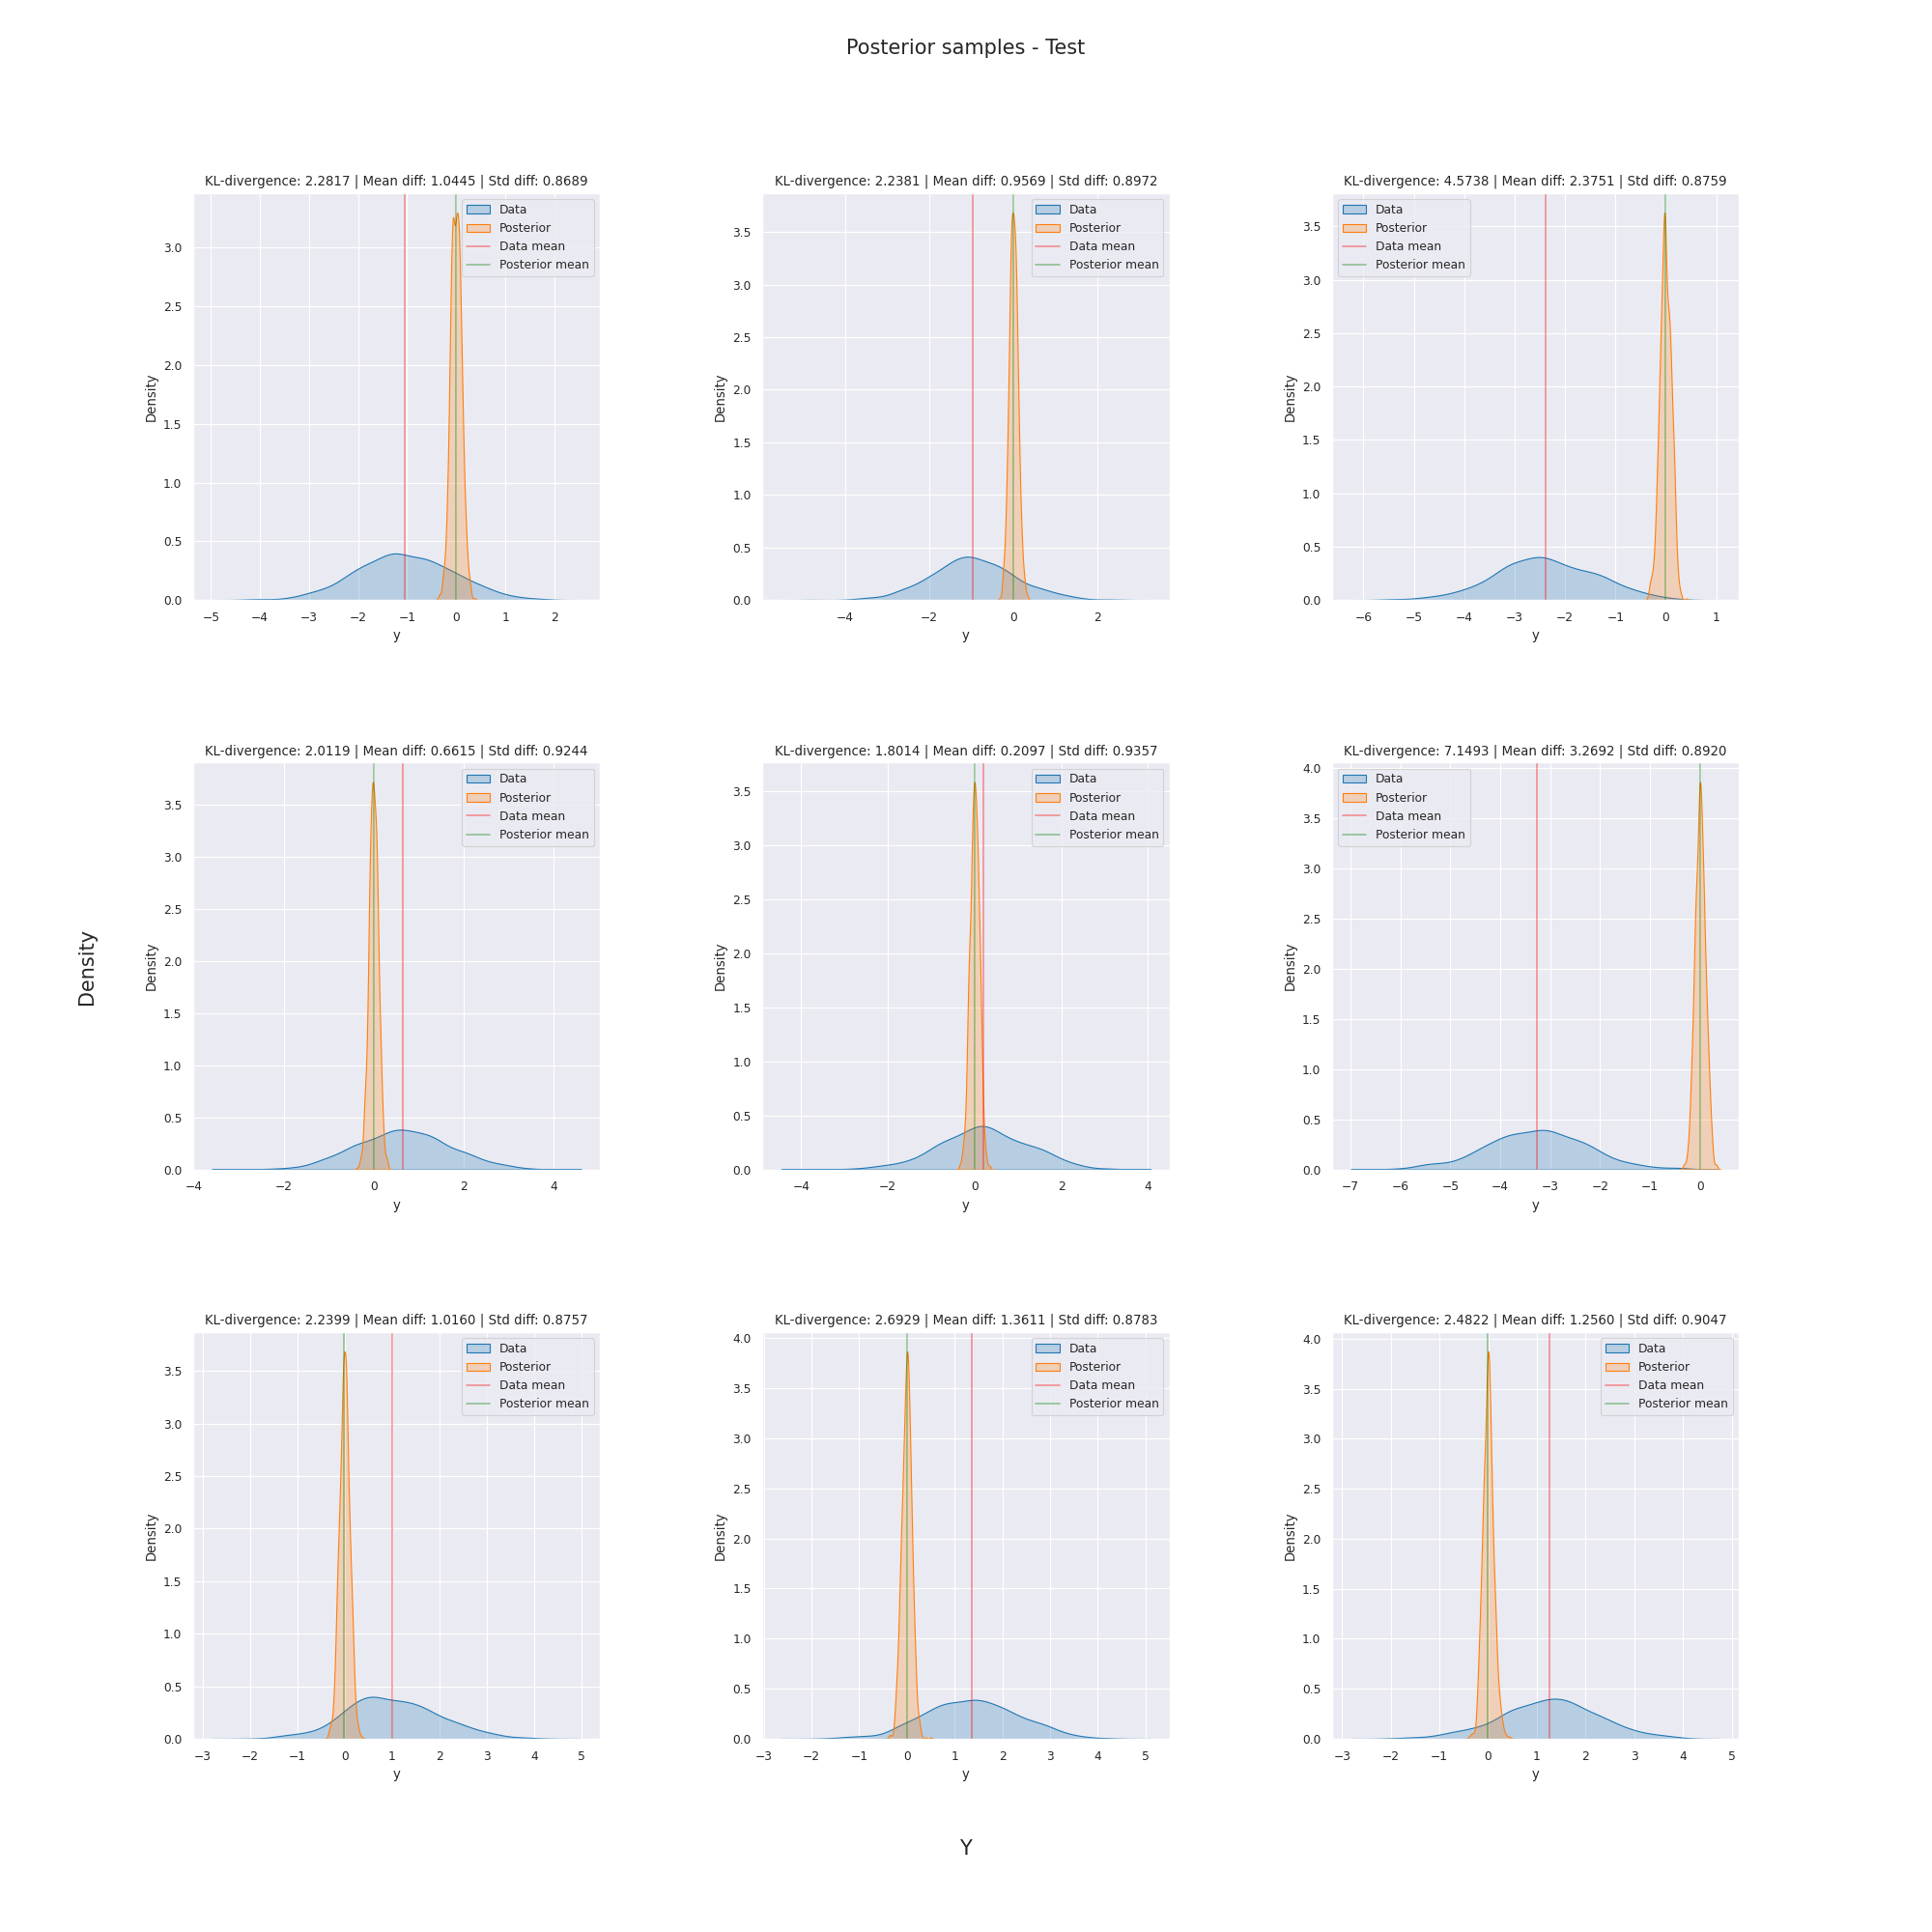 Posterior samples - Test
KL-divergence: 2.2817 | Mean diff: 1.0445 | Std diff: 0.8689
Data
Posterior
Data mean
Posterior mean
3.0
2.5
2.0
1.5
1.0
0.5
0.0
Density
−5 −4 −3 −2 −1 0 1 2
y
KL-divergence: 2.2381 | Mean diff: 0.9569 | Std diff: 0.8972
Data
Posterior
Data mean
Posterior mean
3.5
3.0
2.5
2.0
1.5
1.0
0.5
0.0
Density
−4 −2 0 2
y
KL-divergence: 4.5738 | Mean diff: 2.3751 | Std diff: 0.8759
Data
Posterior
Data mean
Posterior mean
3.5
3.0
2.5
2.0
1.5
1.0
0.5
0.0
Density
−6 −5 −4 −3 −2 −1 0 1
y
Density
KL-divergence: 2.0119 | Mean diff: 0.6615 | Std diff: 0.9244
Data
Posterior
Data mean
Posterior mean
3.5
3.0
2.5
2.0
1.5
1.0
0.5
0.0
Density
−4 −2 0 2 4
y
KL-divergence: 1.8014 | Mean diff: 0.2097 | Std diff: 0.9357
Data
Posterior
Data mean
Posterior mean
3.5
3.0
2.5
2.0
1.5
1.0
0.5
0.0
Density
−4 −2 0 2 4
y
KL-divergence: 7.1493 | Mean diff: 3.2692 | Std diff: 0.8920
Data
Posterior
Data mean
Posterior mean
4.0
3.5
3.0
2.5
2.0
1.5
1.0
0.5
0.0
Density
−7 −6 −5 −4 −3 −2 −1 0
y
KL-divergence: 2.2399 | Mean diff: 1.0160 | Std diff: 0.8757
Data
Posterior
Data mean
Posterior mean
3.5
3.0
2.5
2.0
1.5
1.0
0.5
0.0
Density
−3 −2 −1 0 1 2 3 4 5
y
KL-divergence: 2.6929 | Mean diff: 1.3611 | Std diff: 0.8783
Data
Posterior
Data mean
Posterior mean
4.0
3.5
3.0
2.5
2.0
1.5
1.0
0.5
0.0
Density
−3 −2 −1 0 1 2 3 4 5
y
KL-divergence: 2.4822 | Mean diff: 1.2560 | Std diff: 0.9047
Data
Posterior
Data mean
Posterior mean
4.0
3.5
3.0
2.5
2.0
1.5
1.0
0.5
0.0
Density
−3 −2 −1 0 1 2 3 4 5
y
Y